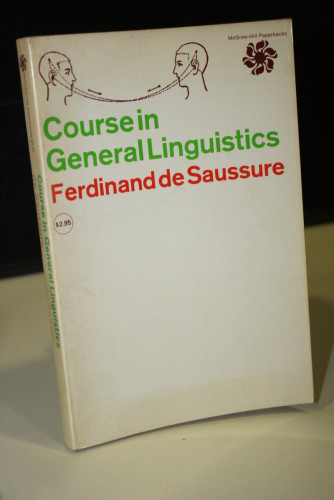 McGraw-Hill Paperbacks
Course in
General Linguistics
Ferdinand de Saussure
$2.95
Course in General Linguistics